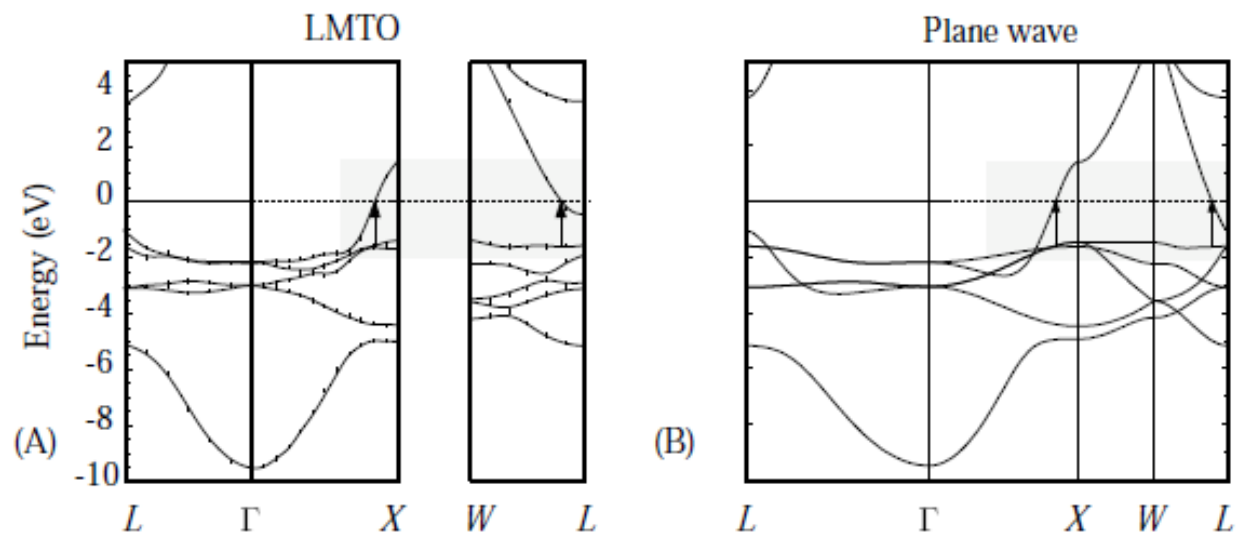 LMTO
Plane wave
Energy (eV)
4
2
0
-2
-4
-6
-8
-10
(A)
(B)
L Γ X W L
L Γ X W L